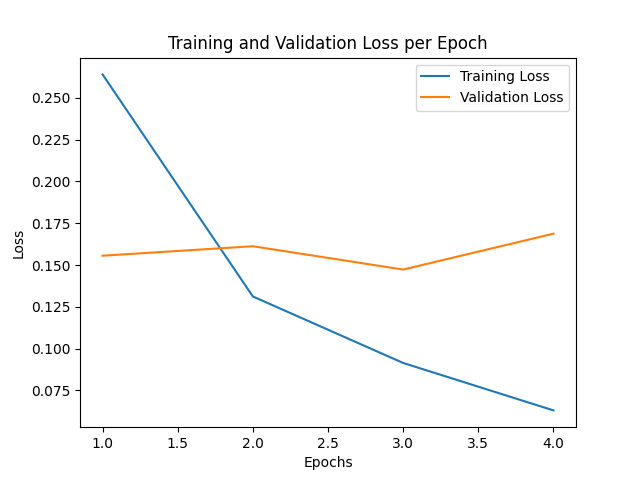 Training and Validation Loss per Epoch
Training Loss
Validation Loss
0.250
0.225
0.200
0.175
0.150
0.125
0.100
0.075
Loss
1.0 1.5 2.0 2.5 3.0 3.5 4.0
Epochs